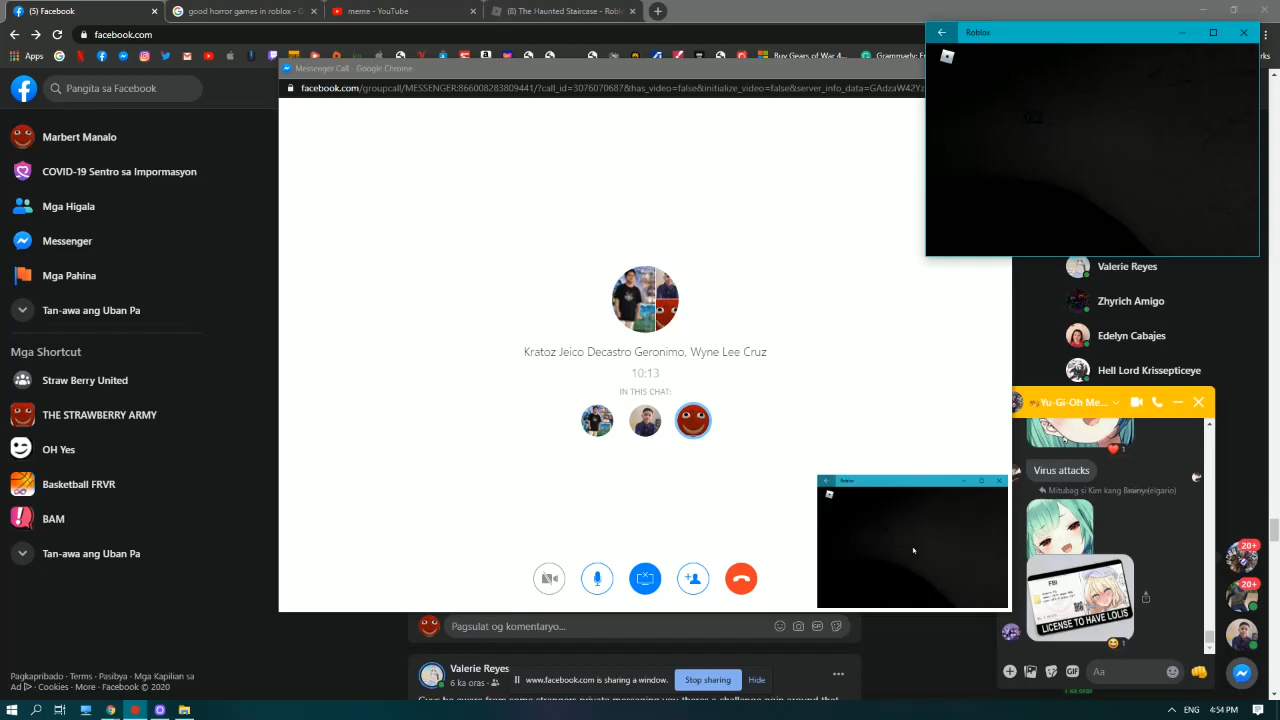 (5) Facebook
good horror games in roblox - G
meme - YouTube
(8) The Haunted Staircase - Roblo
facebook.com
Apps
Buy Gears of War 4...
Grammarly:
Roblox
Messenger Call - Google Chrome
facebook.com/groupcall/MESSENGER:866008283809441/?call_id=3076070687&has_video=false&initialize_video=false&server_info_data=GAdzaW42Yz
Pangita sa Facebook
Marbert Manalo
COVID-19 Sentro sa Impormasyon
Mga Higala
Messenger
Mga Pahina
Tan-awa ang Uban Pa
Mga Shortcut
Straw Berry United
THE STRAWBERRY ARMY
OH Yes
Basketball FRVR
BAM
Tan-awa ang Uban Pa
Pagkapribado · Terms · Pasibya · Mga Kapilian sa
Ad · Cookies · More · Facebook © 2020
Kratoz Jeico Decastro Geronimo, Wyne Lee Cruz
10:13
IN THIS CHAT:
Roblox
Valerie Reyes
Zhyrich Amigo
Edelyn Cabajes
Hell Lord Krissepticeye
Yu-Gi-Oh Me...
1
Virus attacks
Mitubag si Kim kang
FBI
LICENSE TO HAVE LOLIS
1
20+
20+
Aa
Pagsulat og komentaryo...
GIF
Valerie Reyes
6 ka oras
www.facebook.com is sharing a window.
Stop sharing
Hide
ENG
4:54 PM